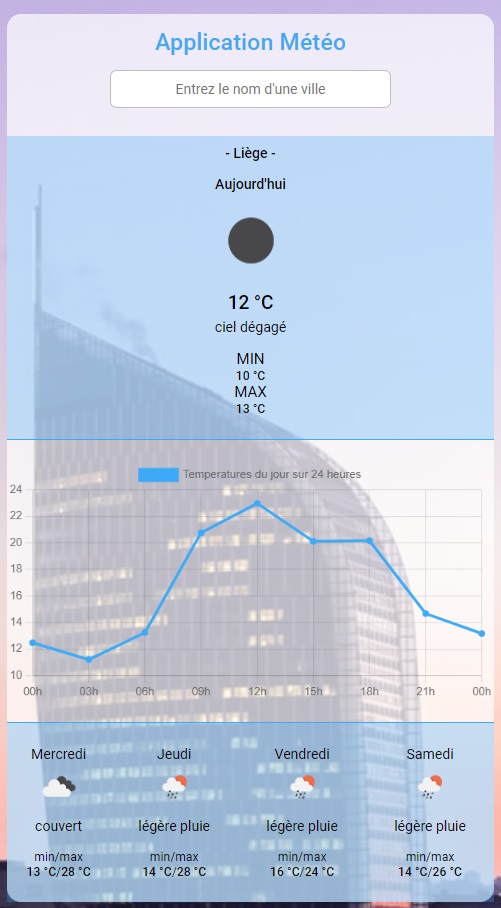 Application Météo
Entrez le nom d'une ville
- Liège -
Aujourd'hui
12 °C
ciel dégagé
MIN
10 °C
MAX
13 °C
Temperatures du jour sur 24 heures
24
22
20
18
16
14
12
10
00h 03h 06h 09h 12h 15h 18h 21h 00h
Mercredi Jeudi Vendredi Samedi
couvert légère pluie légère pluie légère pluie
min/max min/max min/max min/max
13 °C/28 °C 14 °C/28 °C 16 °C/24 °C 14 °C/26 °C